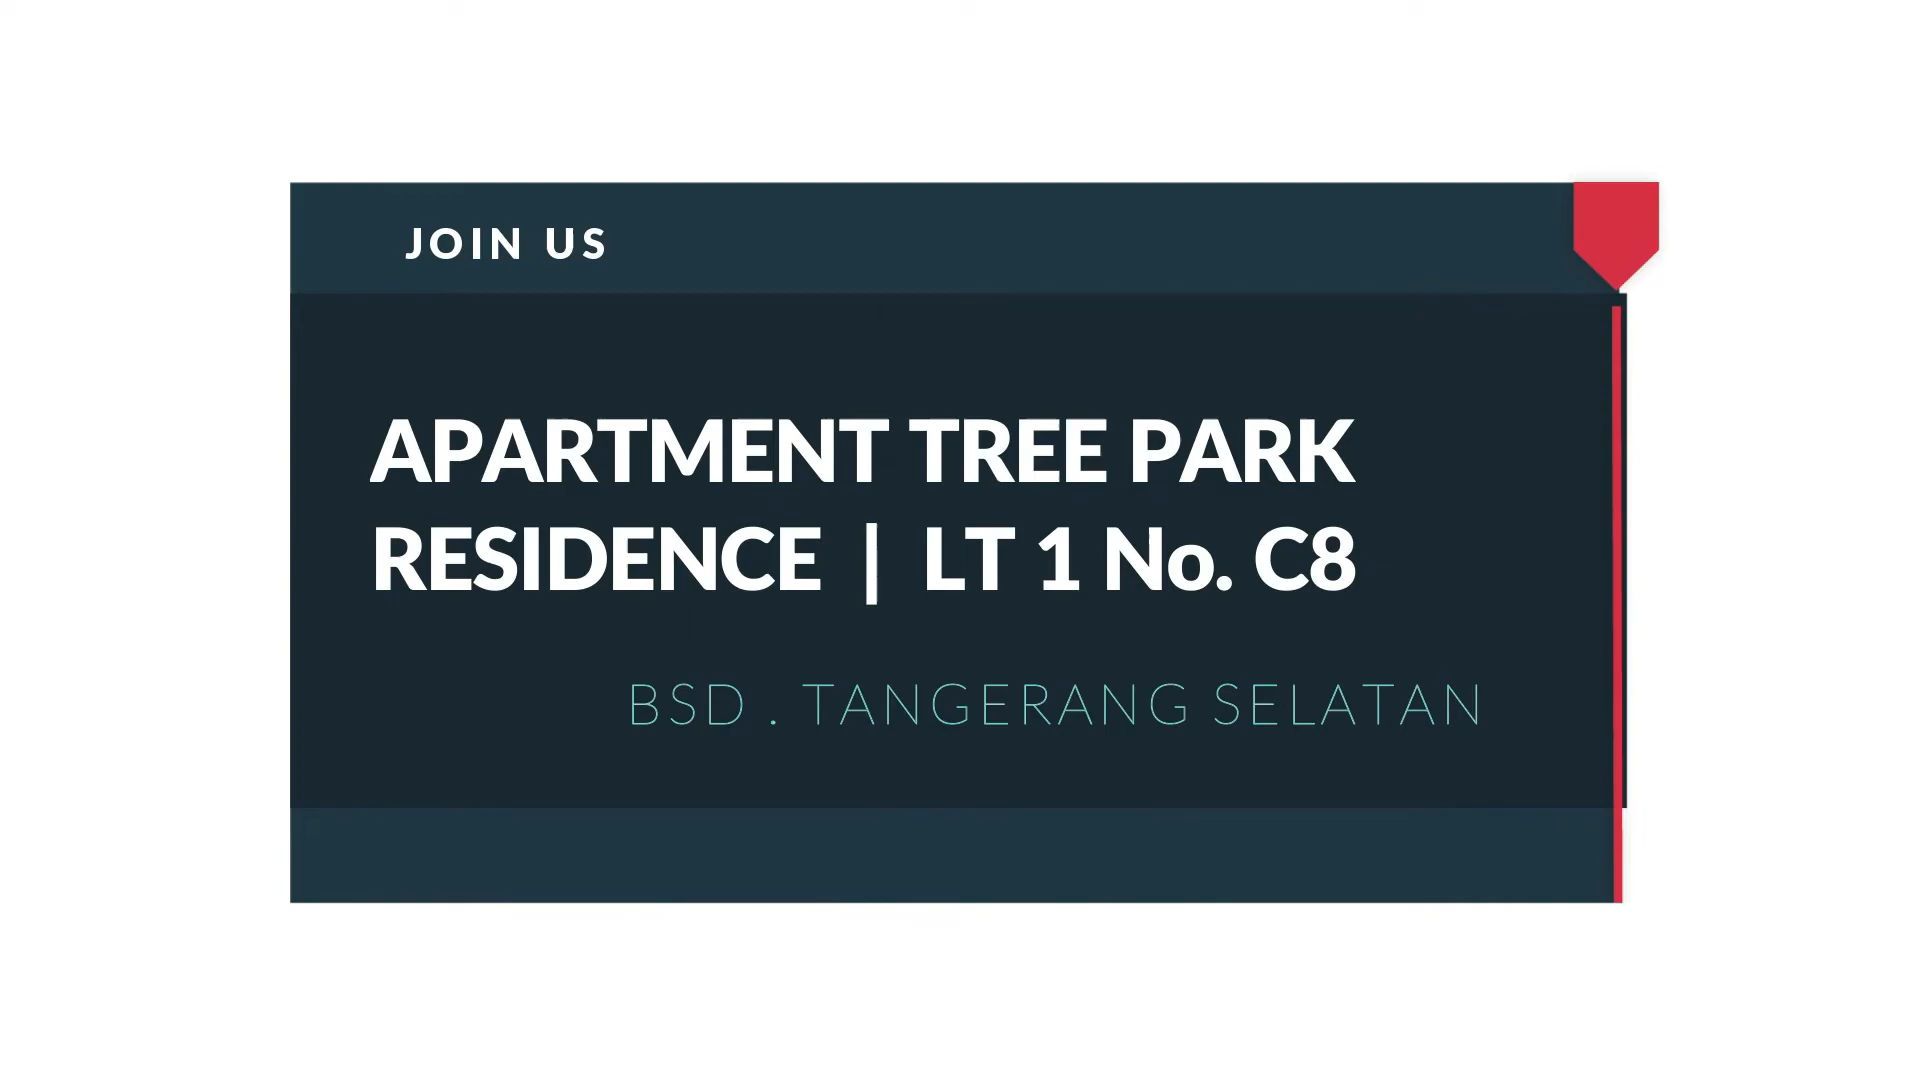 JOIN US
APARTMENT TREE PARK
RESIDENCE | LT 1 No. C8
BSD . TANGERANG SELATAN